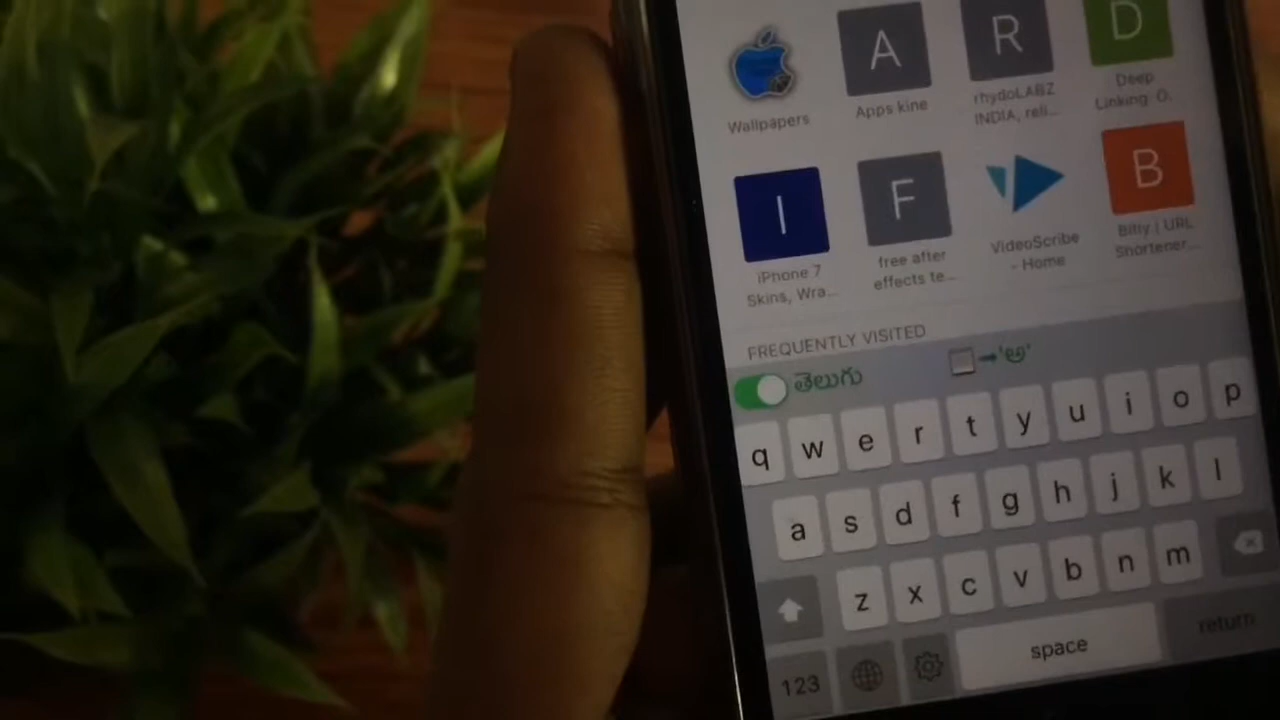 A
R
D
Wallpapers
Apps kine
rhydoLABZ
INDIA, reli...
Deep
Linking: O.
I
F
B
iPhone 7
Skins, Wra...
free after
effects te...
VideoScribe
- Home
Bitly | URL
Shortener...
FREQUENTLY VISITED
తెలుగు
→'అ'
q w e r t y u i o p
a s d f g h j k l
z x c v b n m
123 space return